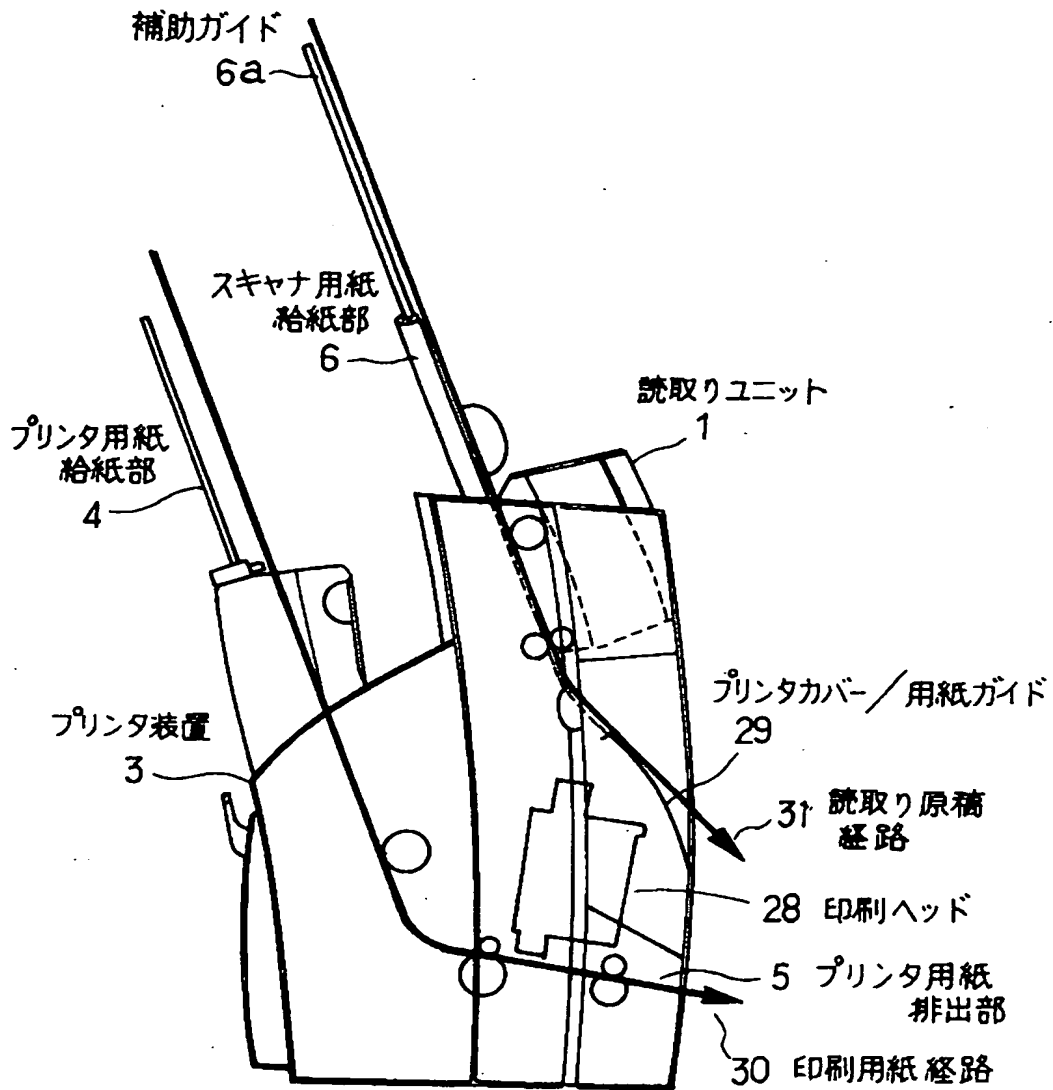 補助ガイド
6a
スキャナ用紙
給紙部
6
読取りユニット
1
プリンタ用紙
給紙部
4
プリンタカバー／用紙ガイド
29
プリンタ装置
3
31 読取り原稿
経路
28 印刷ヘッド
5 プリンタ用紙
排出部
30 印刷用紙経路